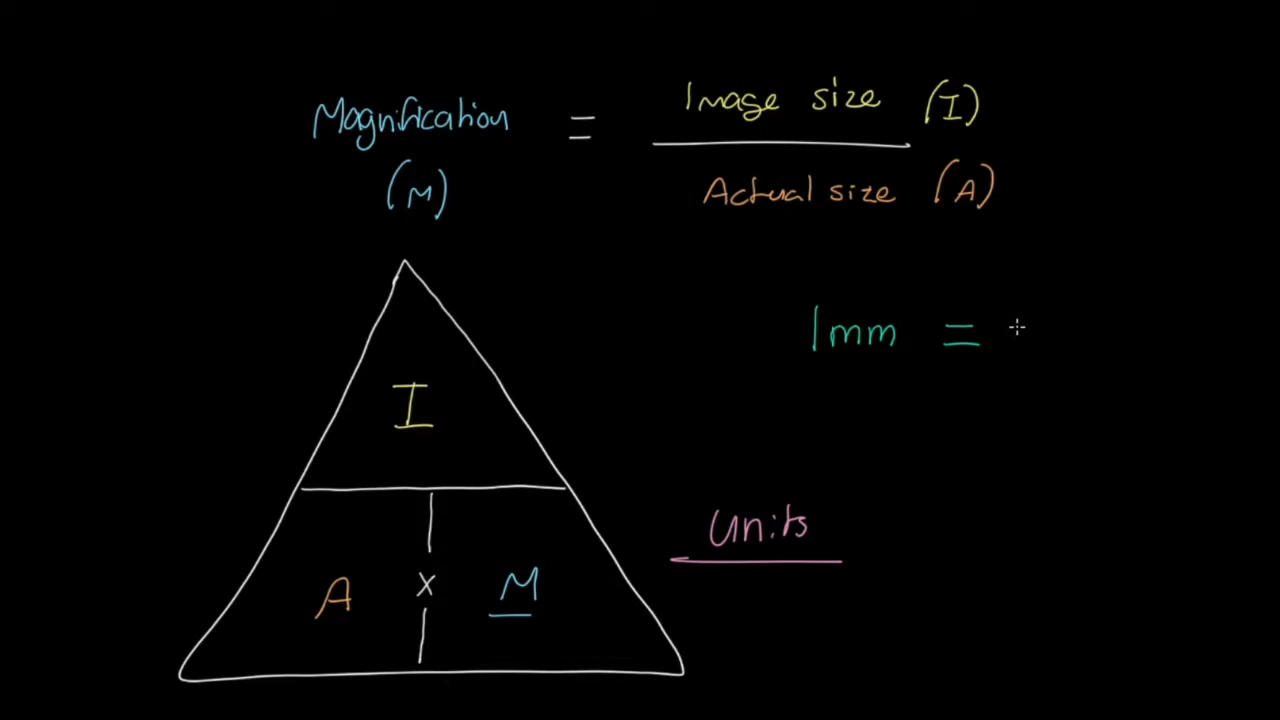 Magnification = Image size (I)
(M) Actual size (A)
1mm =
I
Units
A x M